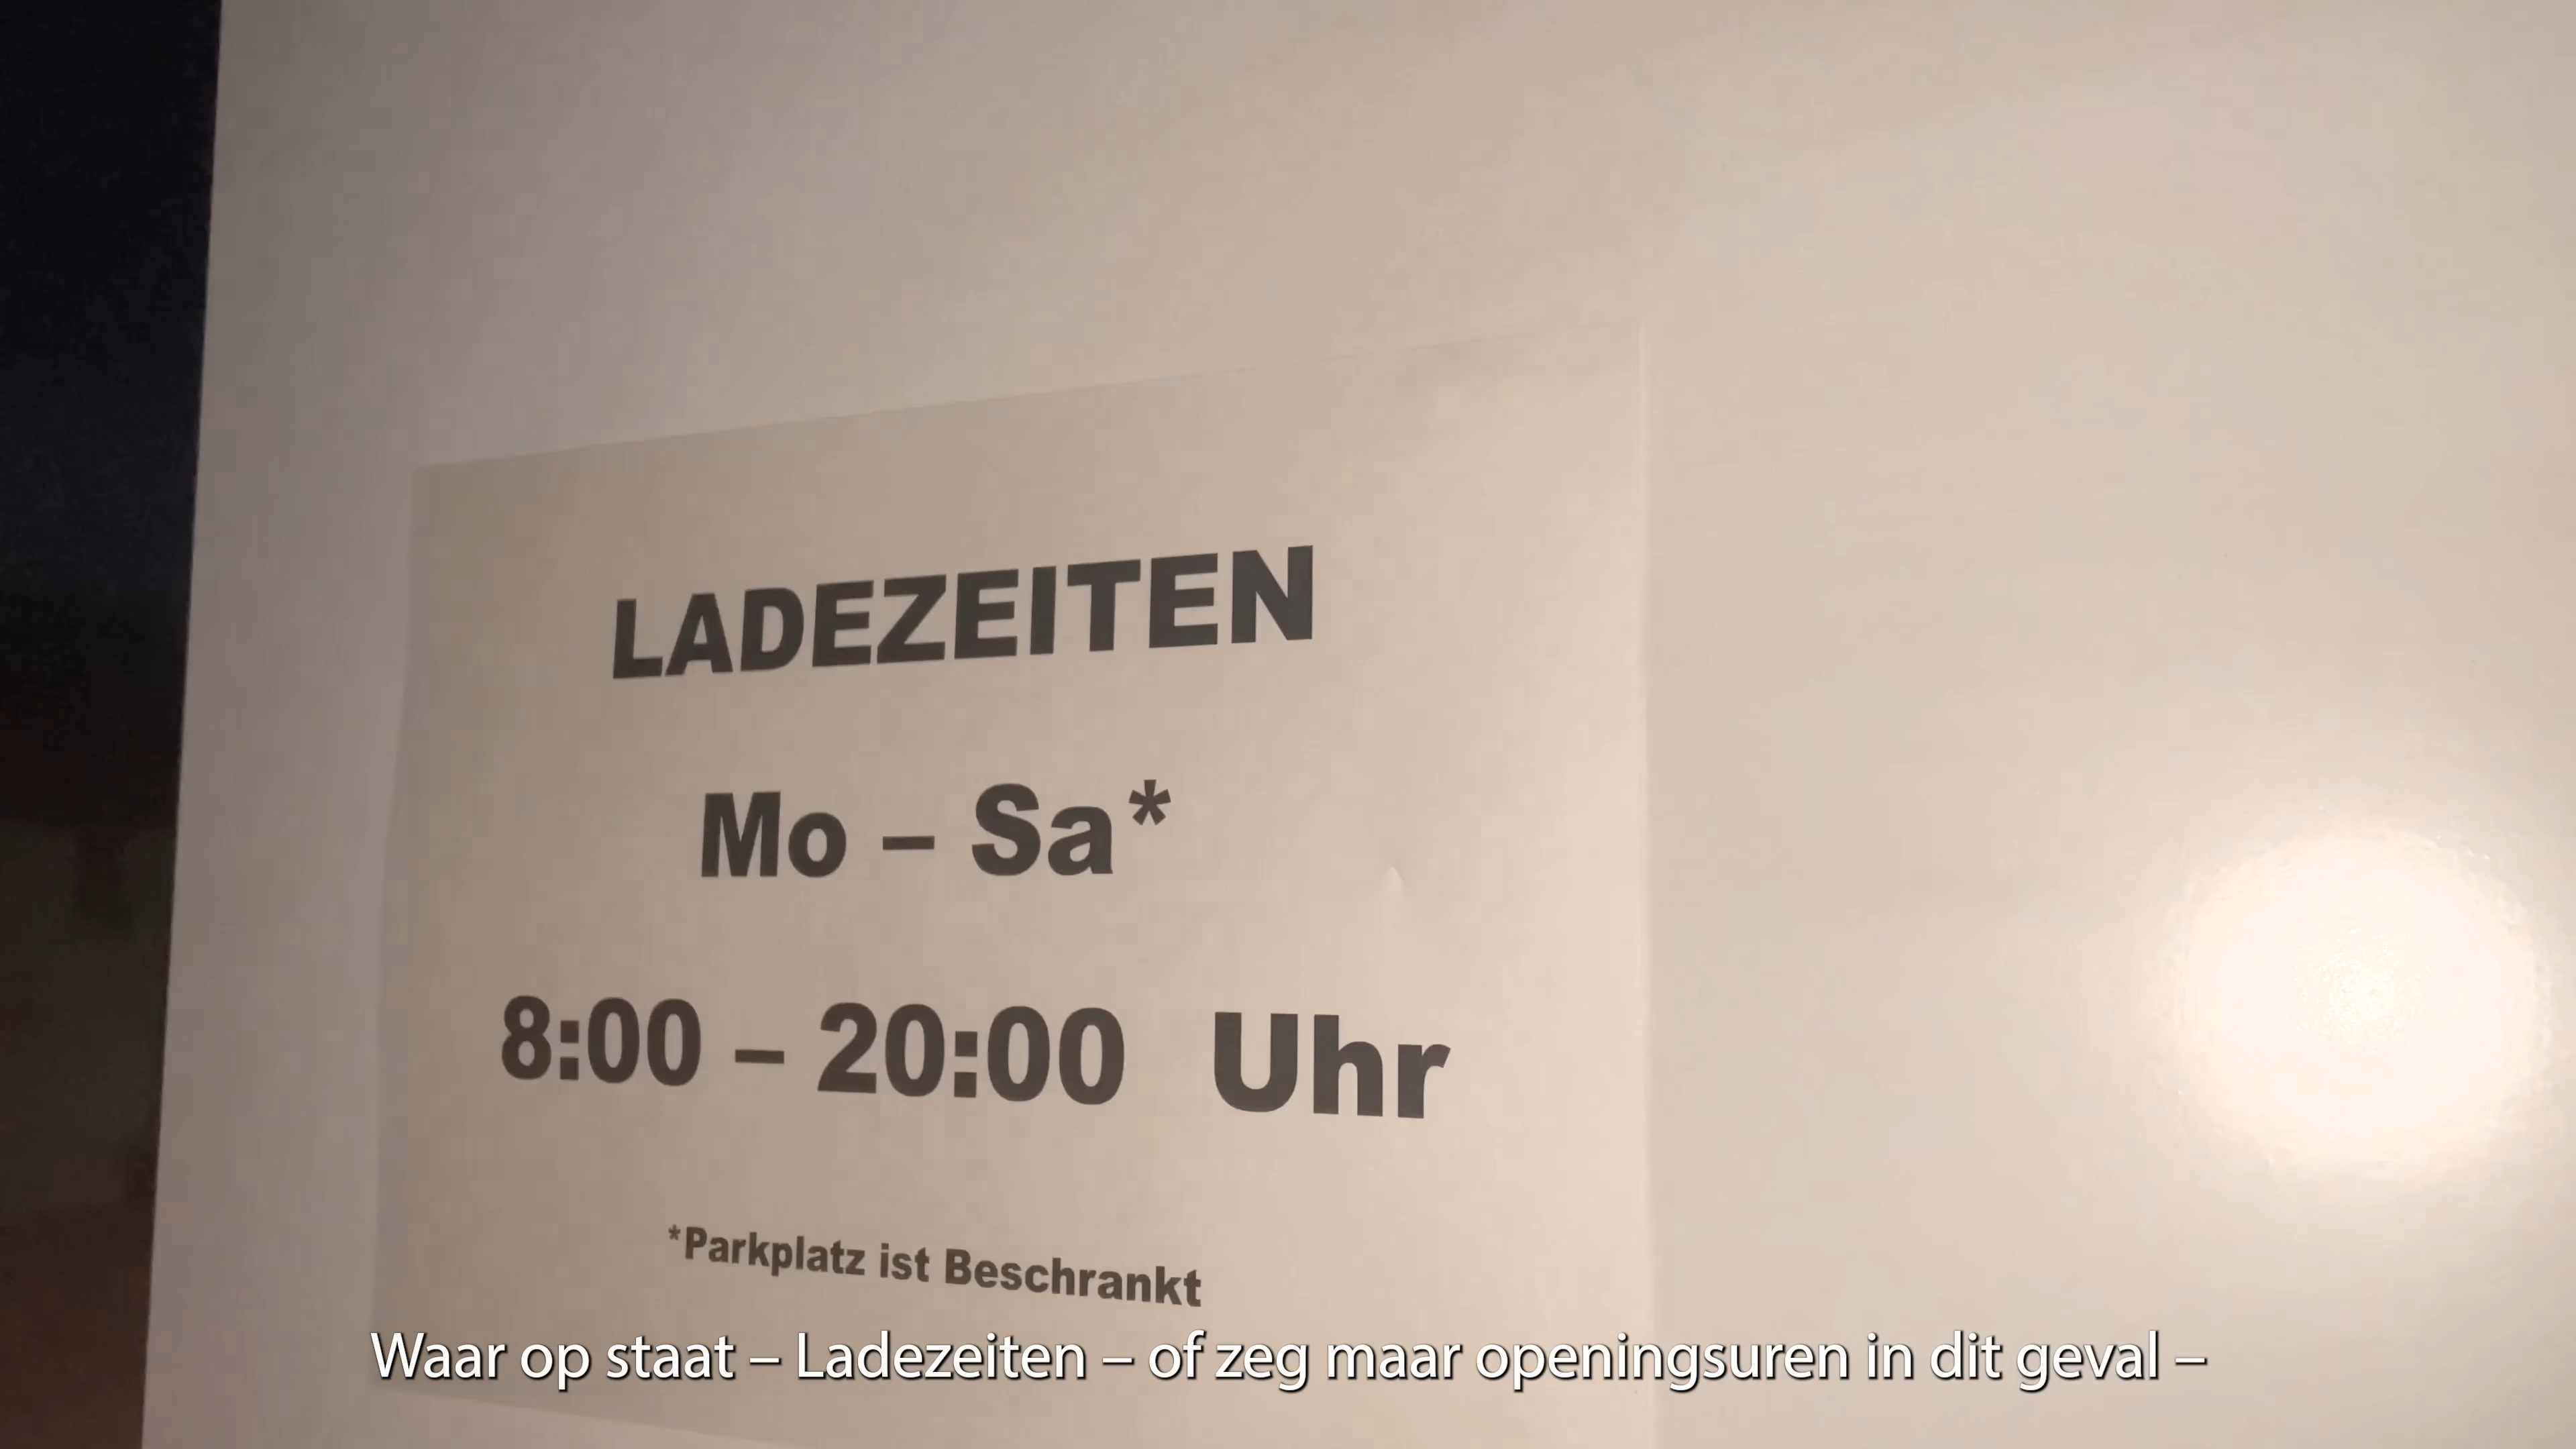 LADEZEITEN
Mo – Sa*
8:00 – 20:00 Uhr
*Parkplatz ist Beschrankt
Waar op staat – Ladezeiten – of zeg maar openingsuren in dit geval –